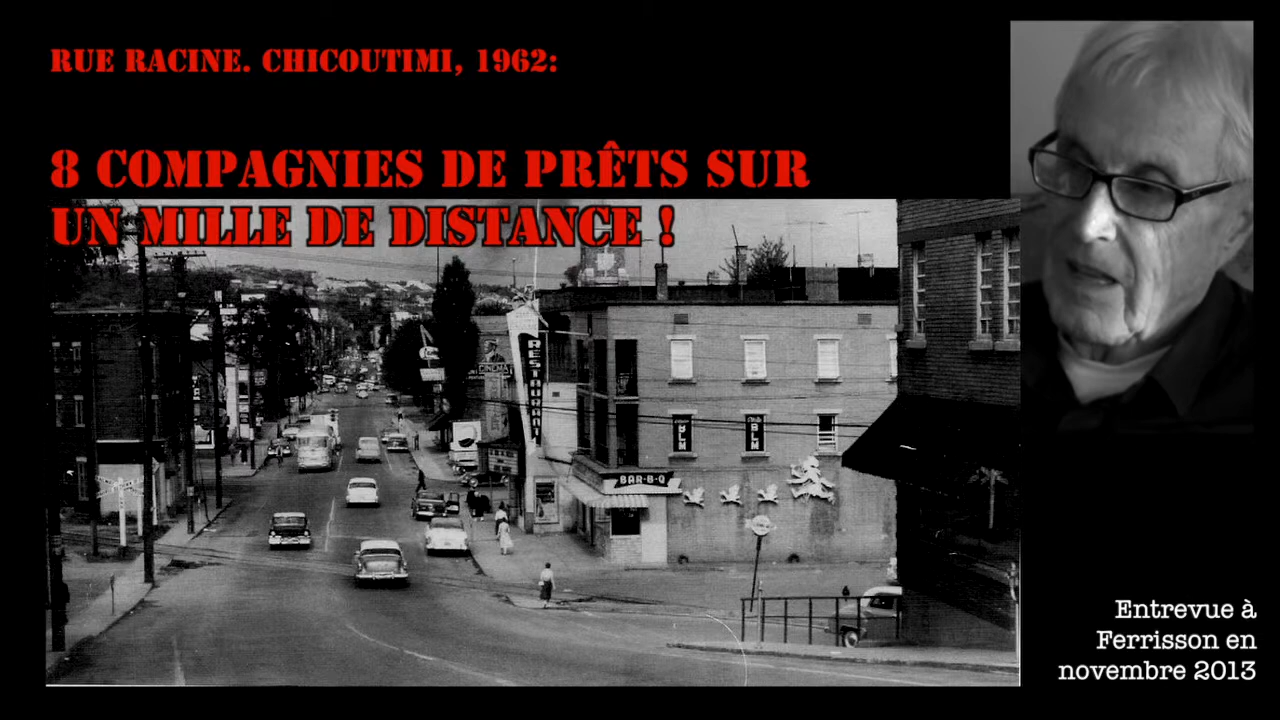 RUE RACINE. CHICOUTIMI, 1962:
8 COMPAGNIES DE PRÊTS SUR
UN MILLE DE DISTANCE !
RESTAURANT
CINEMA
BAR-B-Q
BLM
BLM
Entrevue à
Ferrisson en
novembre 2013